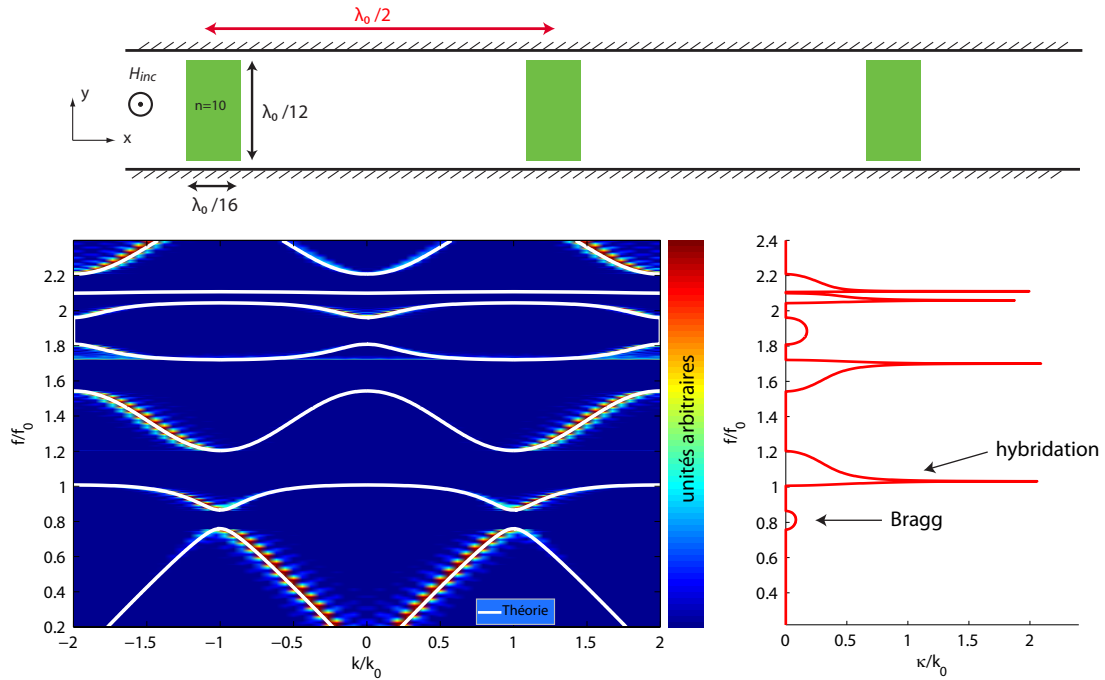 λ₀/2
H_inc
y
x
n=10
λ₀/12
λ₀/16
f/f₀
2.2
2
1.8
1.6
1.4
1.2
1
0.8
0.6
0.4
0.2
−2 −1.5 −1 −0.5 0 0.5 1 1.5 2
k/k₀
Théorie
unités arbitraires
f/f₀
2.4
2.2
2
1.8
1.6
1.4
1.2
1
0.8
0.6
0.4
0 0.5 1 1.5 2
κ/k₀
hybridation
Bragg